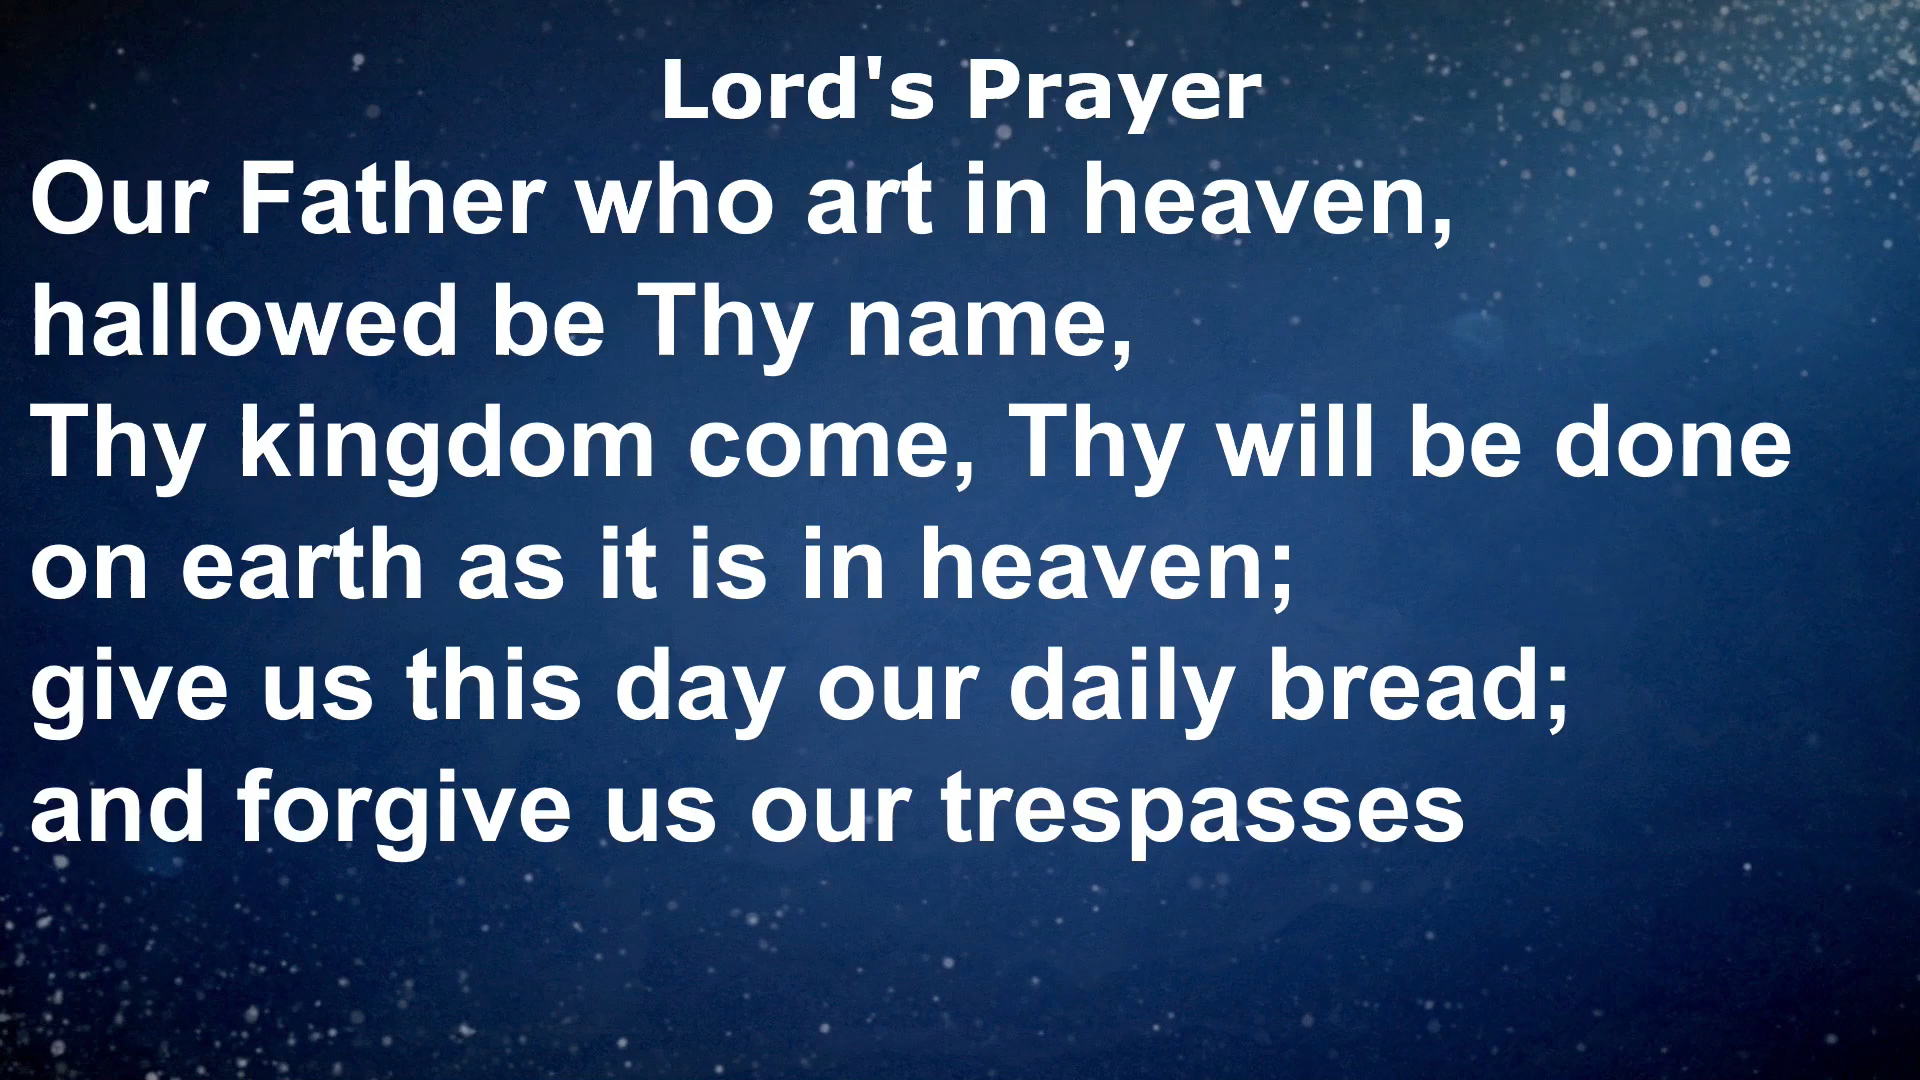 Lord's Prayer
Our Father who art in heaven,
hallowed be Thy name,
Thy kingdom come, Thy will be done
on earth as it is in heaven;
give us this day our daily bread;
and forgive us our trespasses